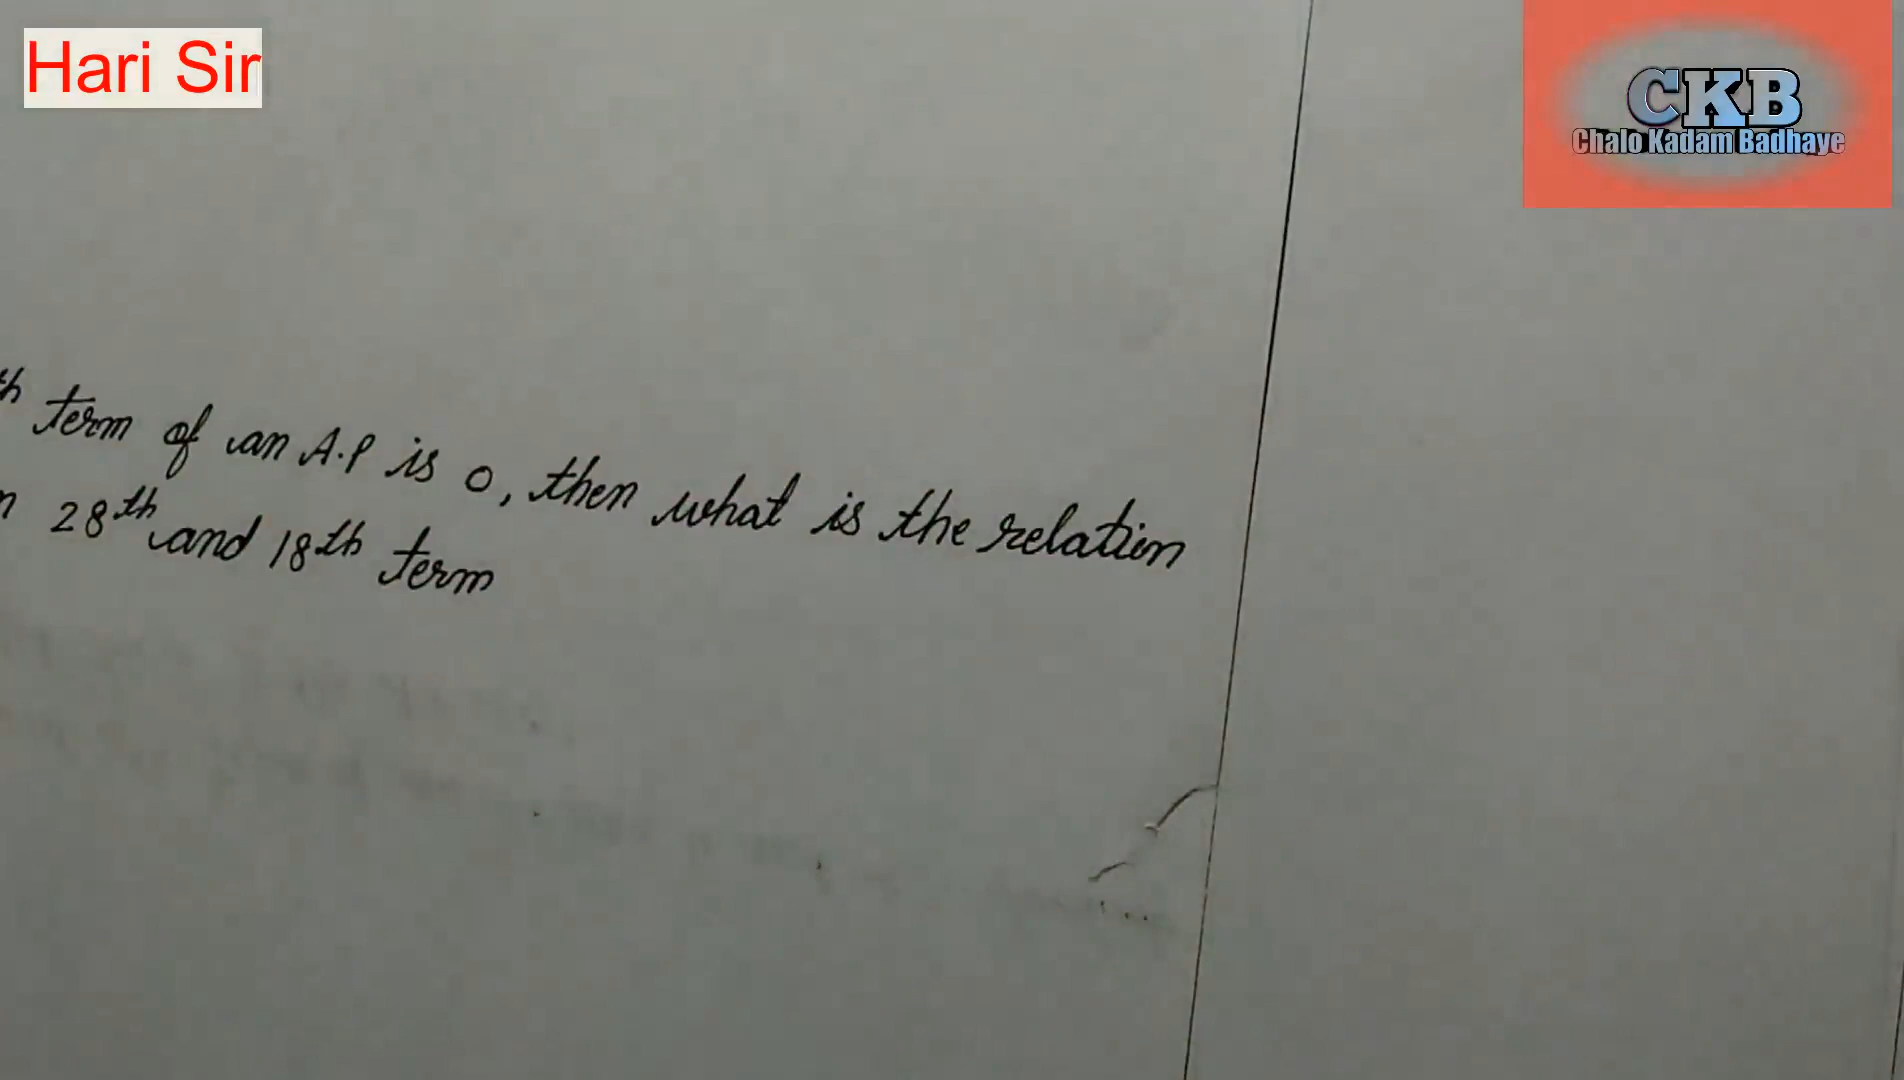 Hari Sir
CKB
Chalo Kadam Badhaye
th term of an A.P is 0, then what is the relation
n 28th and 18th term